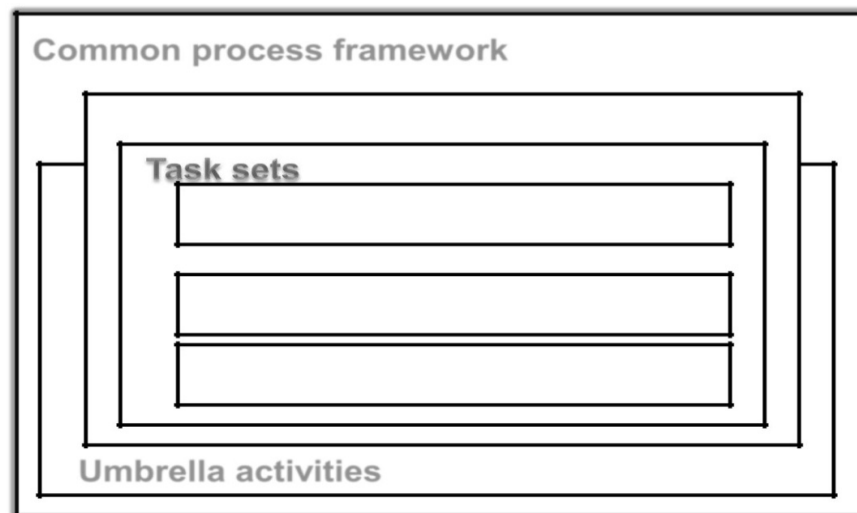 Common process framework
Task sets
Umbrella activities